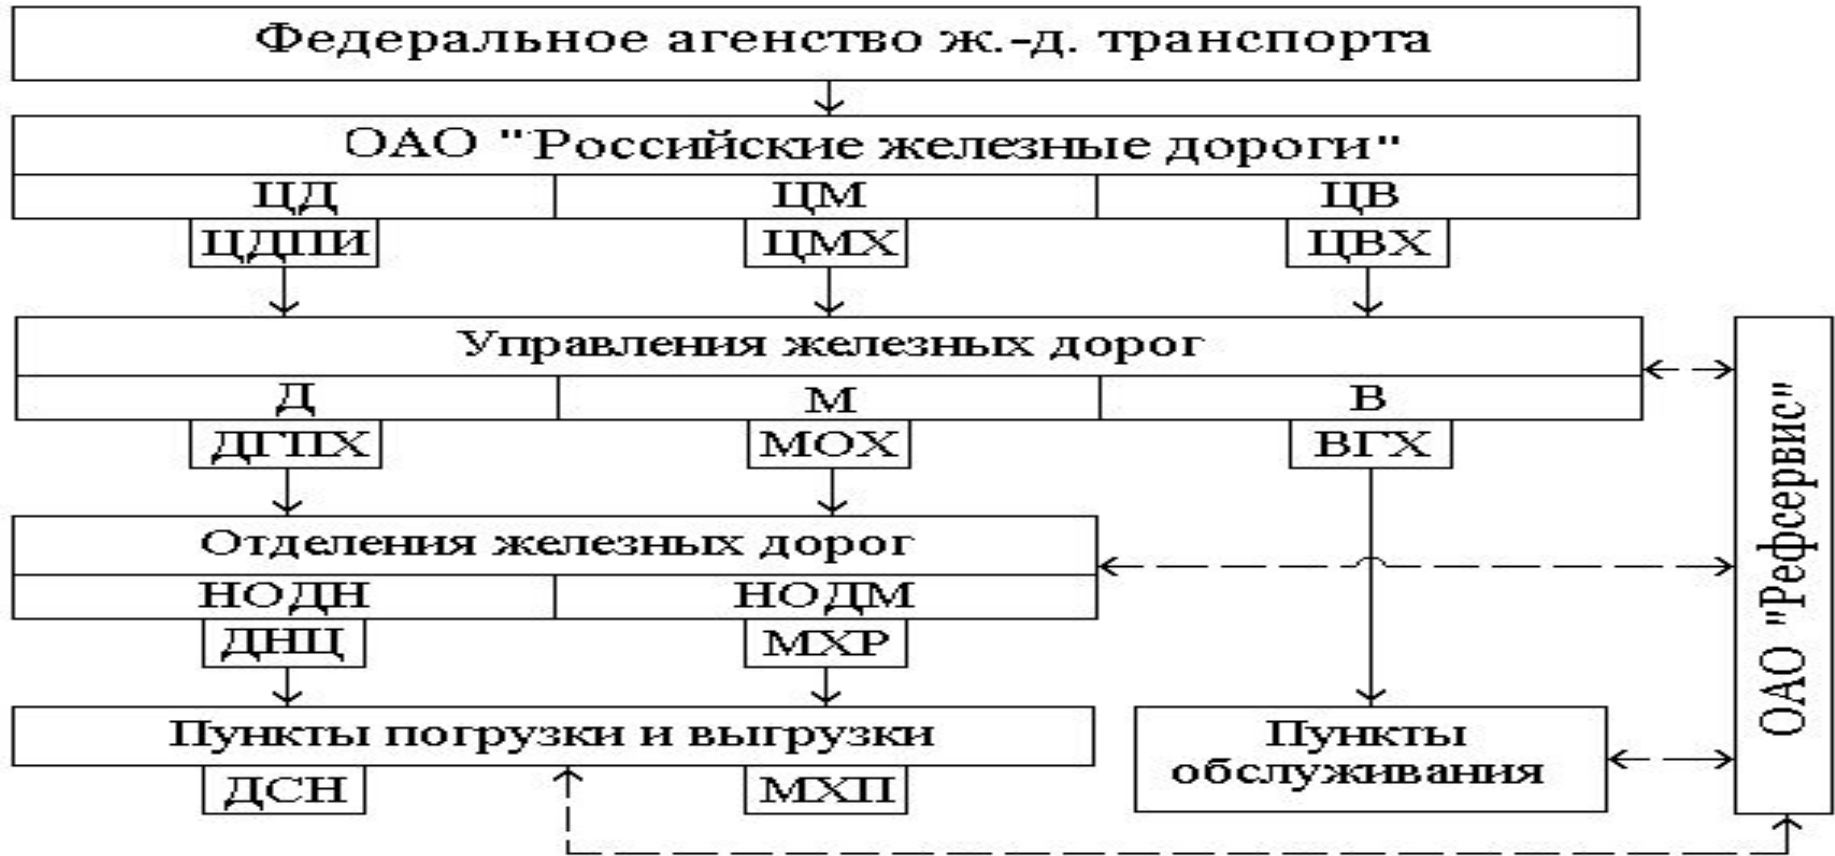 Федеральное агенство ж.-д. транспорта
ОАО "Российские железные дороги"
ЦД ЦМ ЦВ
ЦДПИ ЦМХ ЦВХ
Управления железных дорог
Д М В
ДГПХ МОХ ВГХ
Отделения железных дорог
НОДН НОДМ
ДНЦ МХР
Пункты погрузки и выгрузки
ДСН МХП
Пункты
обслуживания
ОАО "Рефсервис"